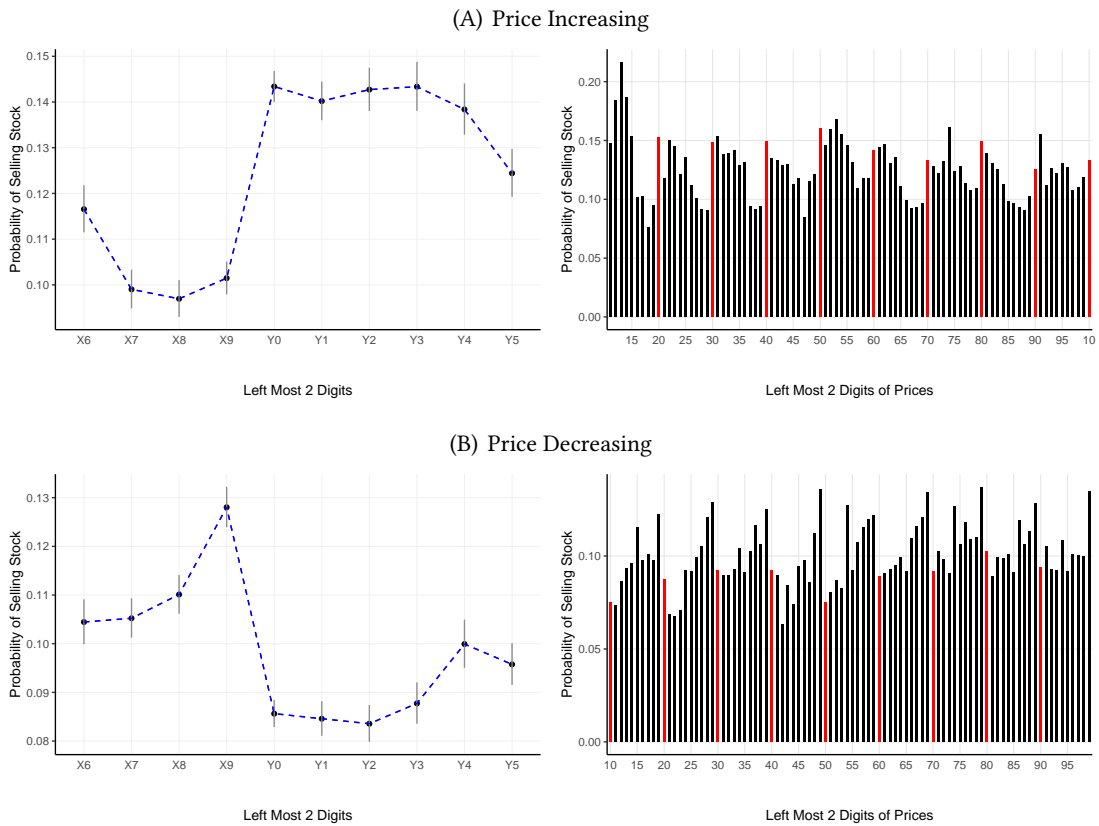 (A) Price Increasing
Probability of Selling Stock
0.15
0.14
0.13
0.12
0.11
0.10
X6 X7 X8 X9 Y0 Y1 Y2 Y3 Y4 Y5
Left Most 2 Digits
Probability of Selling Stock
0.20
0.15
0.10
0.05
0.00
15 20 25 30 35 40 45 50 55 60 65 70 75 80 85 90 95 10
Left Most 2 Digits of Prices
(B) Price Decreasing
Probability of Selling Stock
0.13
0.12
0.11
0.10
0.09
0.08
X6 X7 X8 X9 Y0 Y1 Y2 Y3 Y4 Y5
Left Most 2 Digits
Probability of Selling Stock
0.10
0.05
0.00
10 15 20 25 30 35 40 45 50 55 60 65 70 75 80 85 90 95
Left Most 2 Digits of Prices